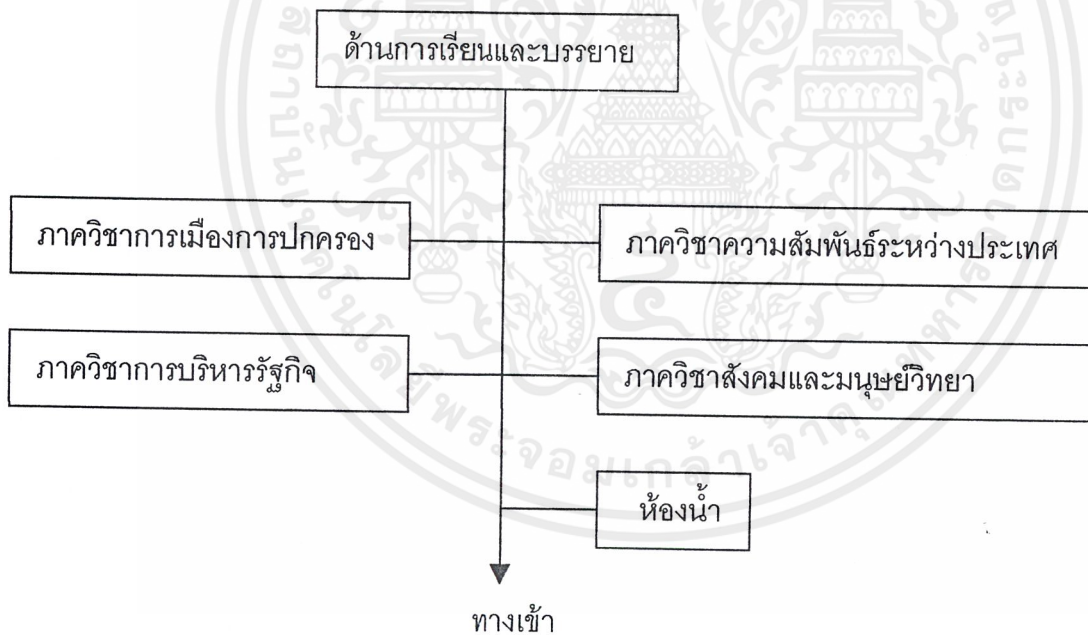 ด้านการเรียนและบรรยาย
ภาควิชาการเมืองการปกครอง
ภาควิชาความสัมพันธ์ระหว่างประเทศ
ภาควิชาการบริหารรัฐกิจ
ภาควิชาสังคมและมนุษย์วิทยา
ห้องน้ำ
ทางเข้า